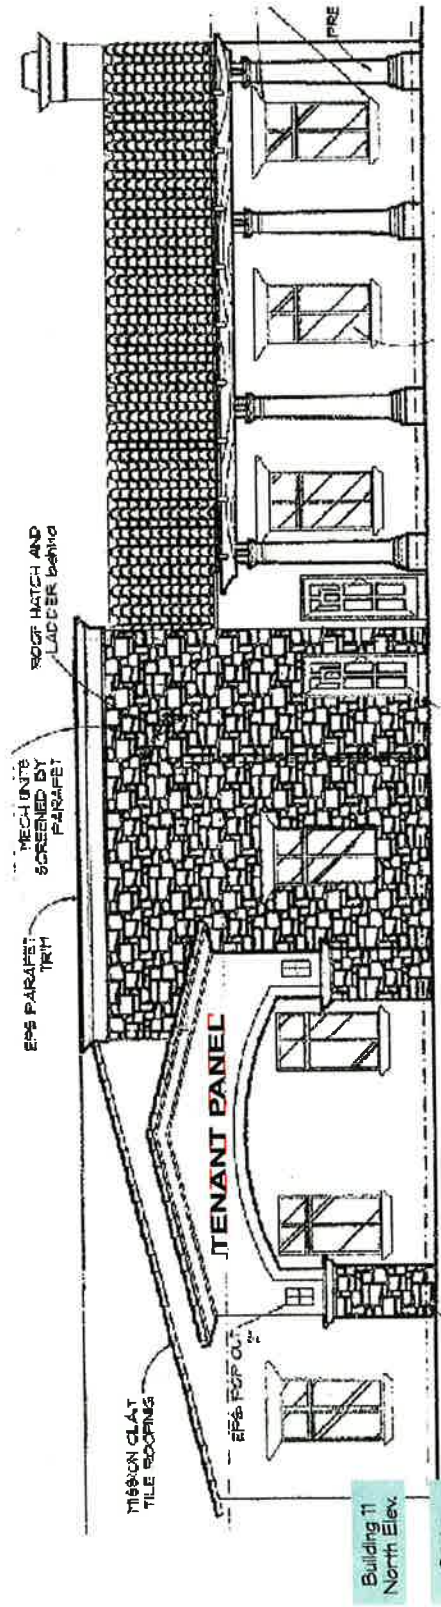 EPS PARAPET
TRIM
MECH UNITS
SCREENED BY
PARAPET
ROOF HATCH AND
LADDER behind
MISSION CLAY
TILE ROOFING
TENANT PANEL
EPS POP OUT
PRE
Building 11
North Elev.